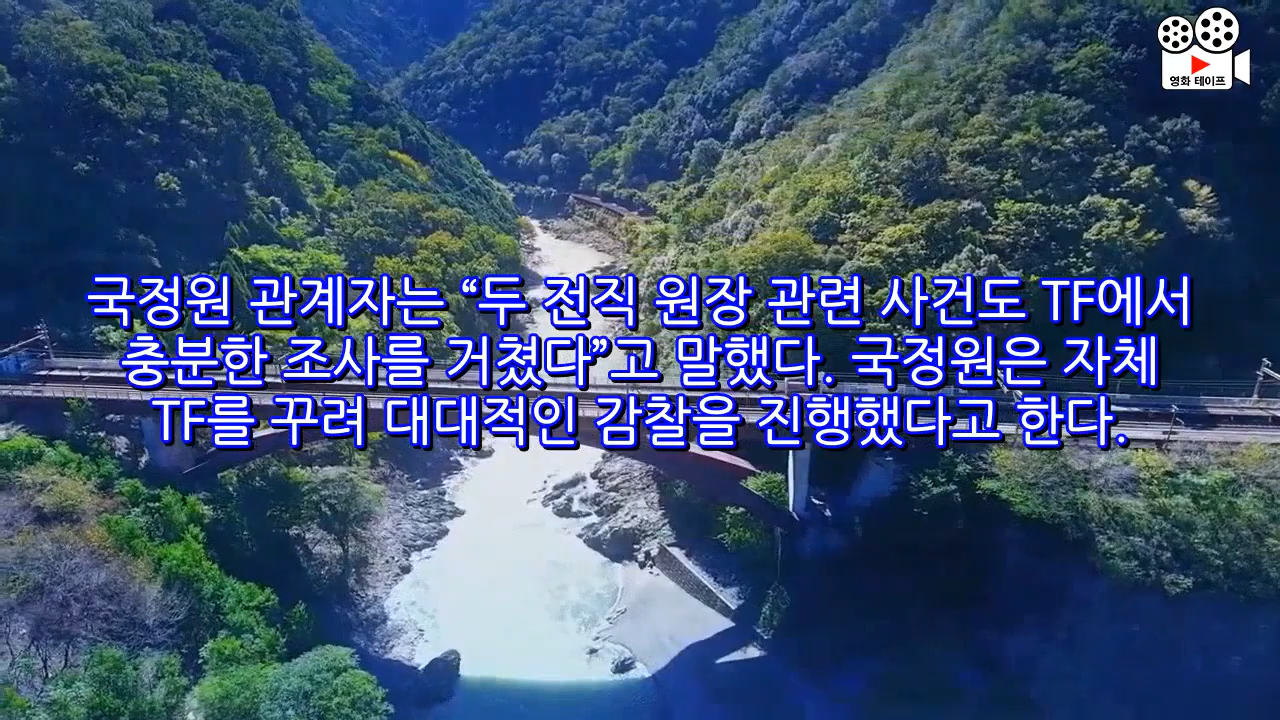 영화 테이프
국정원 관계자는 “두 전직 원장 관련 사건도 TF에서
충분한 조사를 거쳤다”고 말했다. 국정원은 자체
TF를 꾸려 대대적인 감찰을 진행했다고 한다.